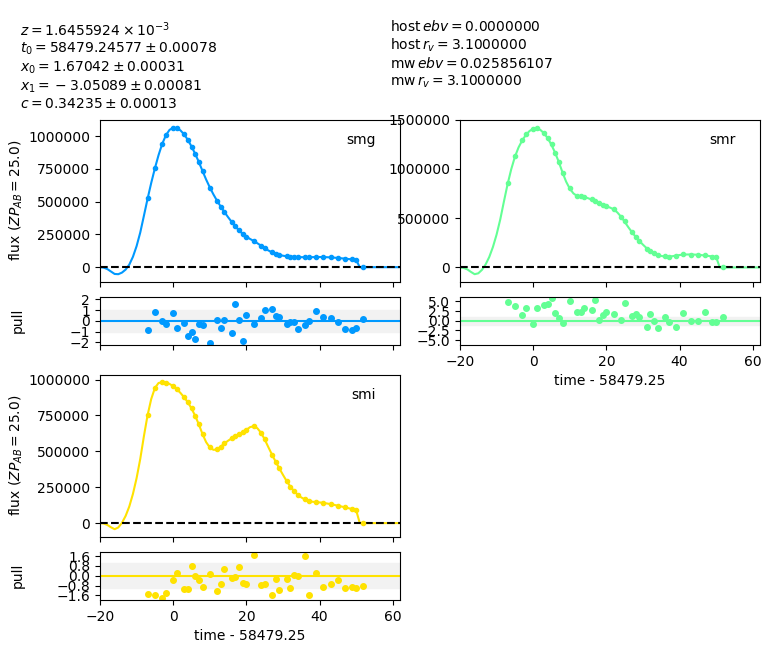 z = 1.6455924 × 10⁻³
t₀ = 58479.24577 ± 0.00078
x₀ = 1.67042 ± 0.00031
x₁ = −3.05089 ± 0.00081
c = 0.34235 ± 0.00013
host ebv = 0.0000000
host r_v = 3.1000000
mw ebv = 0.025856107
mw r_v = 3.1000000
smg
flux (ZP_AB = 25.0)
1000000
750000
500000
250000
0
smr
1500000
1000000
500000
0
pull
2
1
0
−1
−2
5.0
2.5
0.0
−2.5
−5.0
−20
0
20
40
60
time - 58479.25
smi
flux (ZP_AB = 25.0)
1000000
750000
500000
250000
0
pull
1.6
0.8
0.0
−0.8
−1.6
−20
0
20
40
60
time - 58479.25